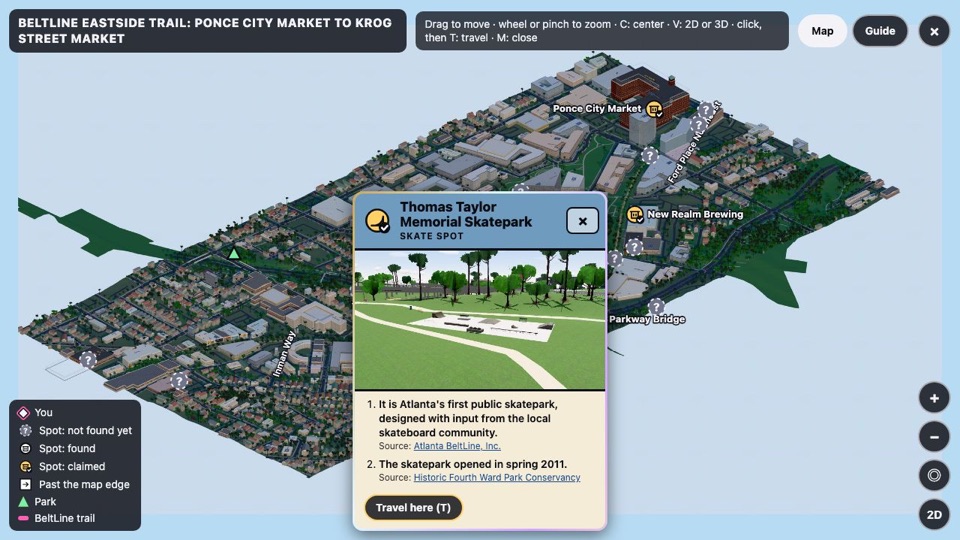 BELTLINE EASTSIDE TRAIL: PONCE CITY MARKET TO KROG
STREET MARKET
Drag to move · wheel or pinch to zoom · C: center · V: 2D or 3D · click,
then T: travel · M: close
Map
Guide
×
Ponce City Market
?
?
Ford Place NE
?
?
New Realm Brewing
?
?
?
Parkway Bridge
Thomas Taylor
Memorial Skatepark
SKATE SPOT
×
Inman Way
?
?
1. It is Atlanta's first public skatepark,
designed with input from the local
skateboard community.
Source: Atlanta BeltLine, Inc.
2. The skatepark opened in spring 2011.
Source: Historic Fourth Ward Park Conservancy
Travel here (T)
You
? Spot: not found yet
Spot: found
Spot: claimed
Past the map edge
Park
BeltLine trail
+
−
2D